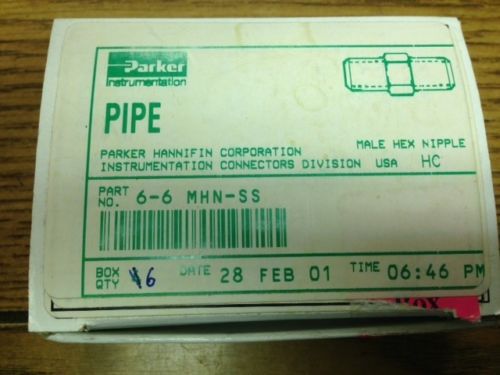 Parker
Instrumentation
PIPE
MALE HEX NIPPLE
PARKER HANNIFIN CORPORATION
INSTRUMENTATION CONNECTORS DIVISION USA HC
PART NO. 6-6 MHN-SS
BOX QTY 6 DATE 28 FEB 01 TIME 06:46 PM
Box